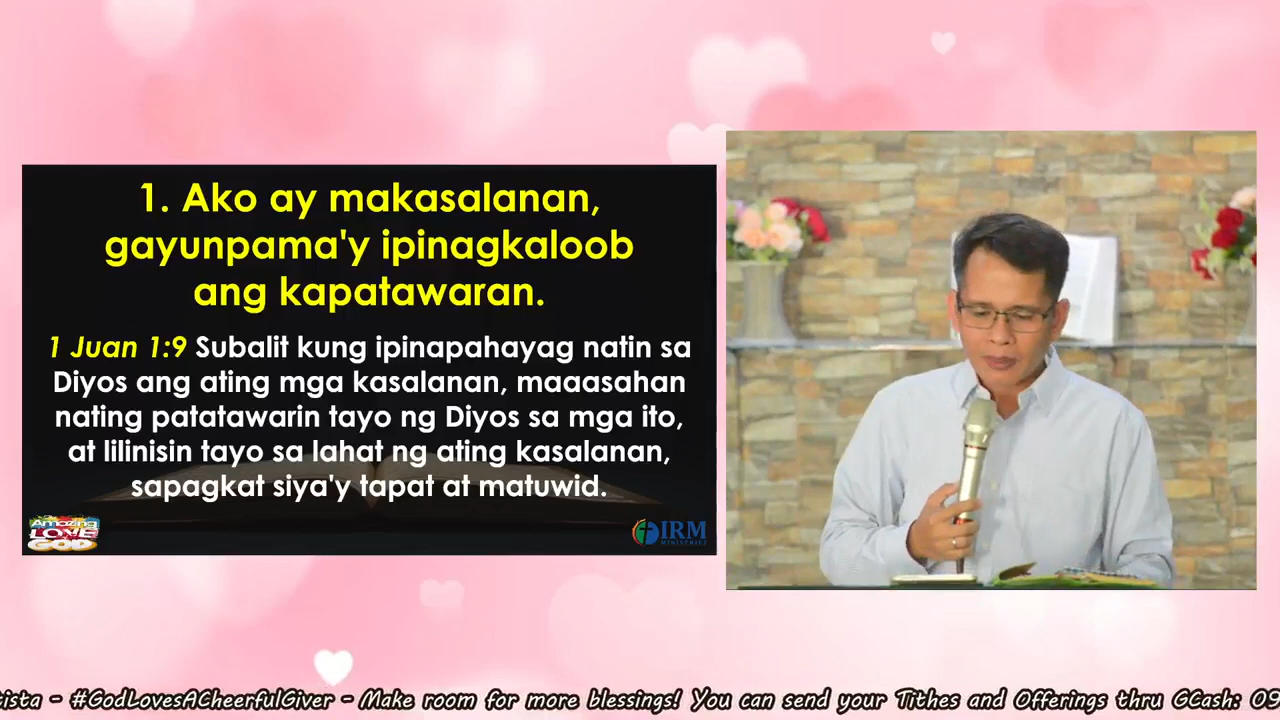 1. Ako ay makasalanan,
gayunpama'y ipinagkaloob
ang kapatawaran.
1 Juan 1:9 Subalit kung ipinapahayag natin sa
Diyos ang ating mga kasalanan, maaasahan
nating patatawarin tayo ng Diyos sa mga ito,
at lilinisin tayo sa lahat ng ating kasalanan,
sapagkat siya'y tapat at matuwid.
Amazing
LOVE
GOD
IRM
MINISTRIES
- #GodLovesACheerfulGiver - Make room for more blessings! You can send your Tithes and Offerings thru GCash: 09